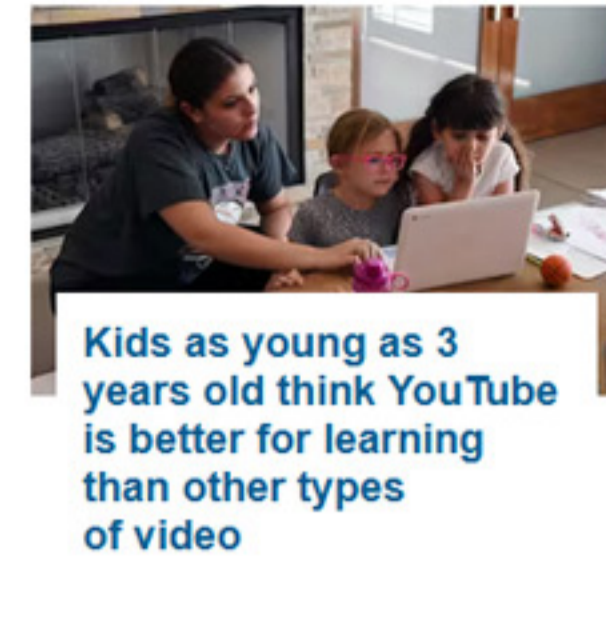 Kids as young as 3
years old think YouTube
is better for learning
than other types
of video